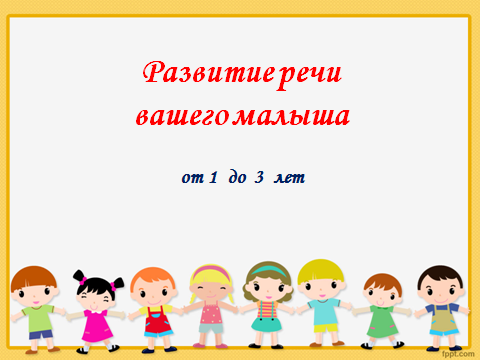 Развитие речи
вашего малыша
от 1 до 3 лет
fppt.com